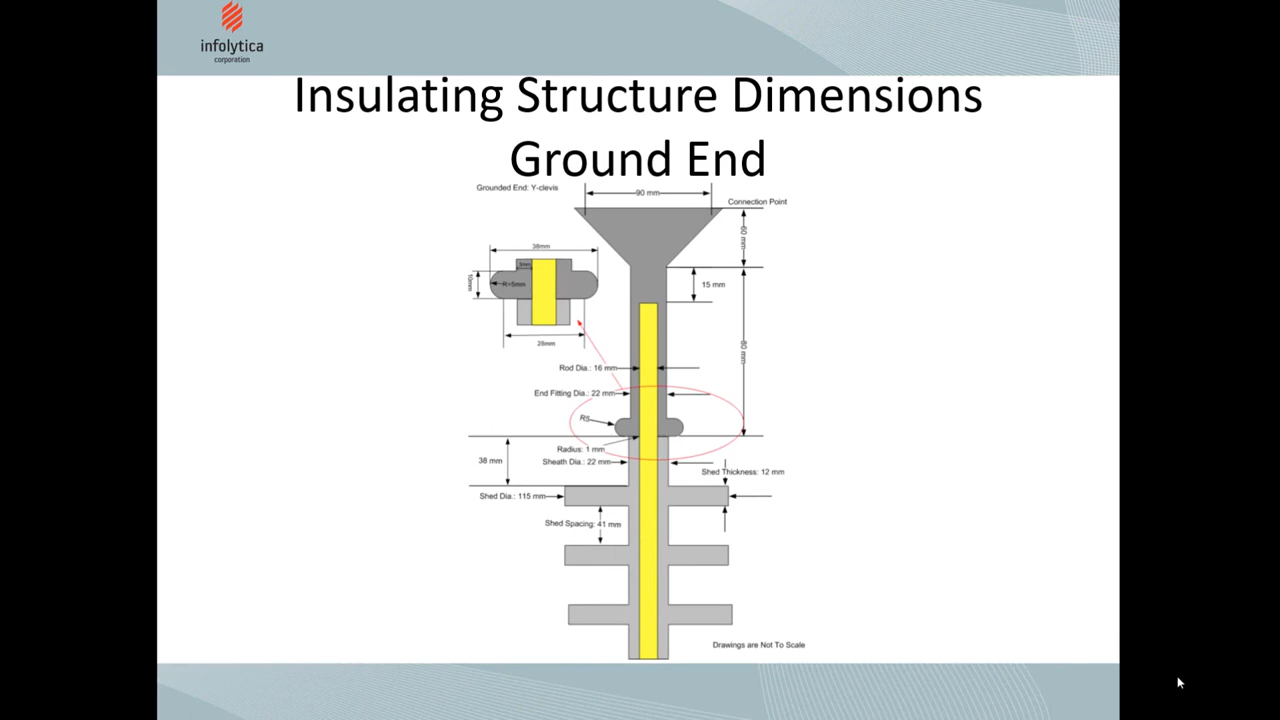 infolytica
corporation
Insulating Structure Dimensions
Ground End
Grounded End: Y-clevis
90 mm
Connection Point
60 mm
38mm
3mm
10mm
R=5mm
15 mm
28mm
80 mm
Rod Dia.: 16 mm
End Fitting Dia.: 22 mm
R5
Radius: 1 mm
38 mm
Sheath Dia.: 22 mm
Shed Thickness: 12 mm
Shed Dia.: 115 mm
Shed Spacing: 41 mm
Drawings are Not To Scale